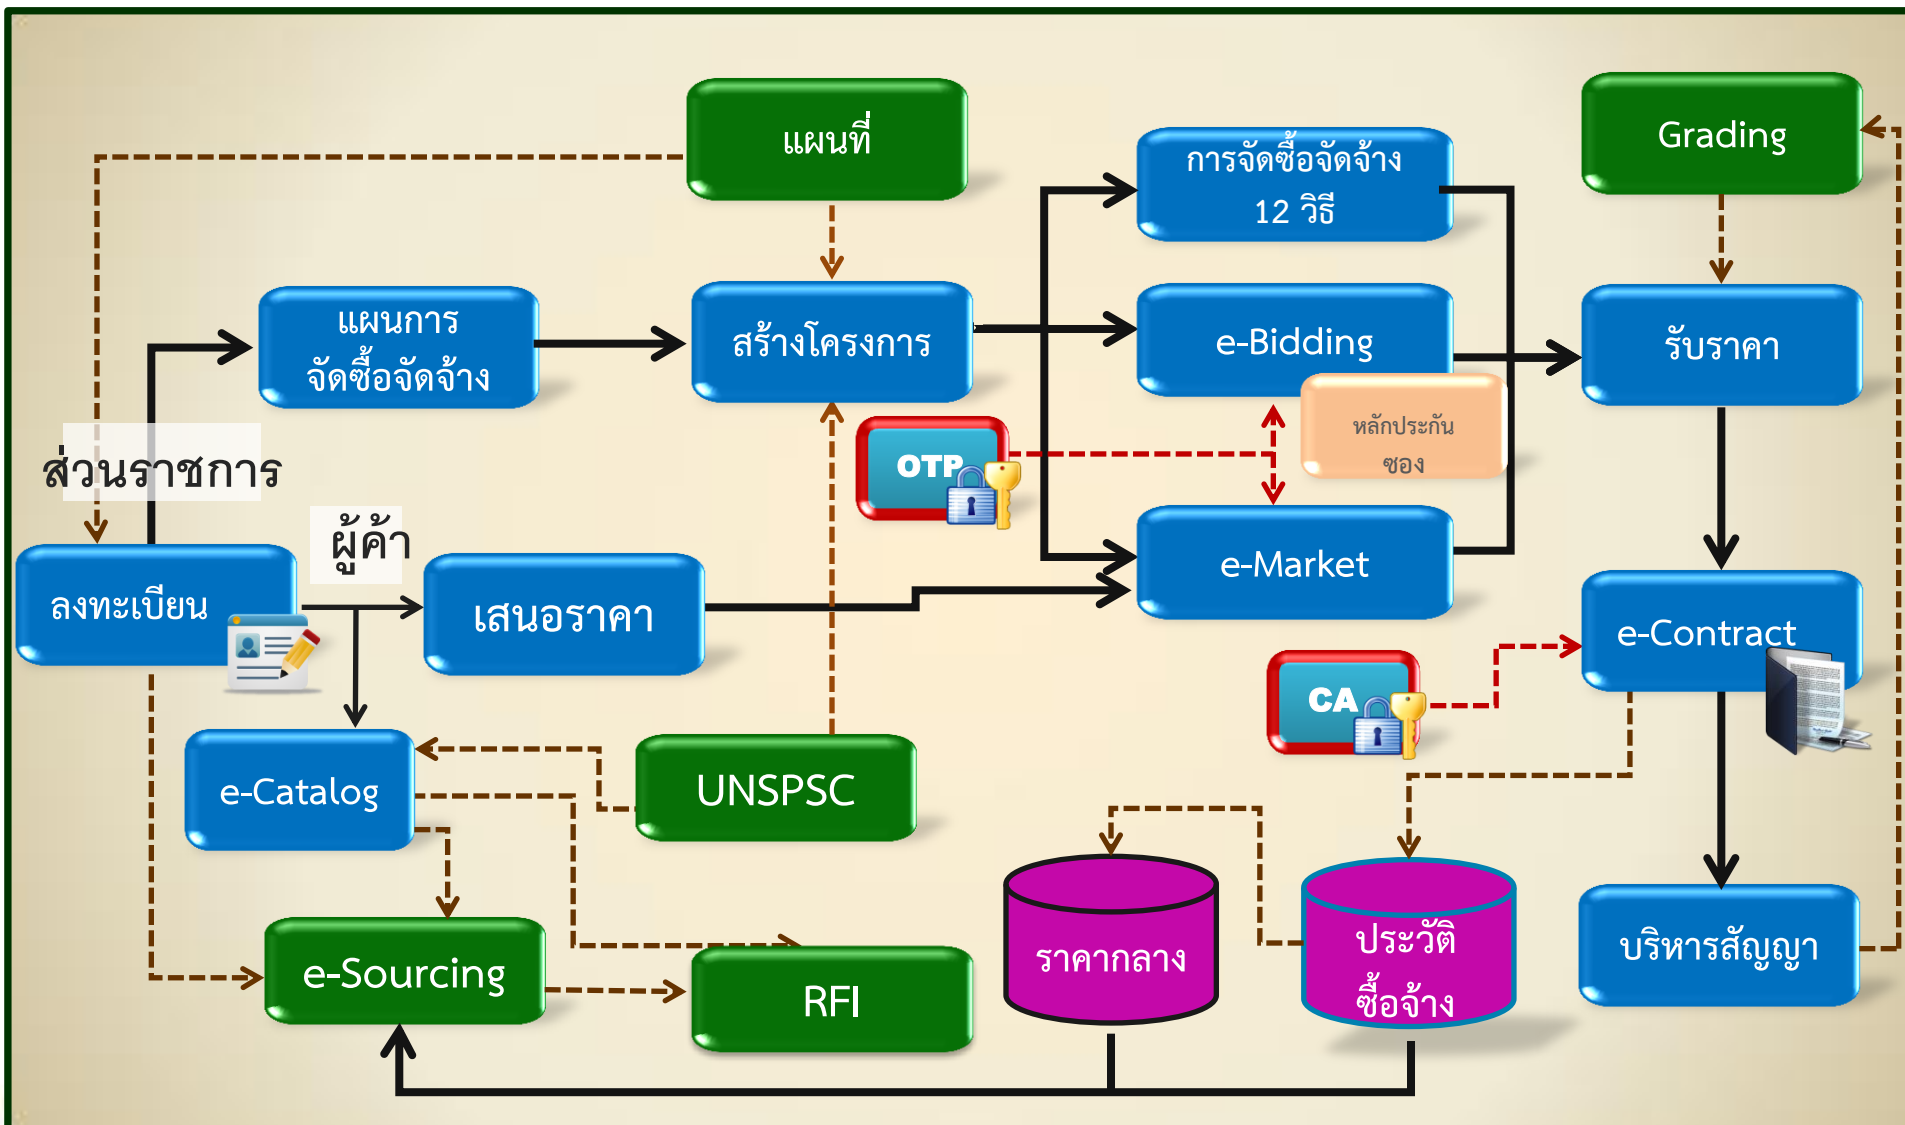 แผนที่
การจัดซื้อจัดจ้าง
12 วิธี
Grading
แผนการ
จัดซื้อจัดจ้าง
สร้างโครงการ
e-Bidding
รับราคา
หลักประกัน
ซอง
ส่วนราชการ
OTP
ผู้ค้า
ลงทะเบียน
เสนอราคา
e-Market
e-Contract
CA
e-Catalog
UNSPSC
e-Sourcing
RFI
ราคากลาง
ประวัติ
ซื้อจ้าง
บริหารสัญญา